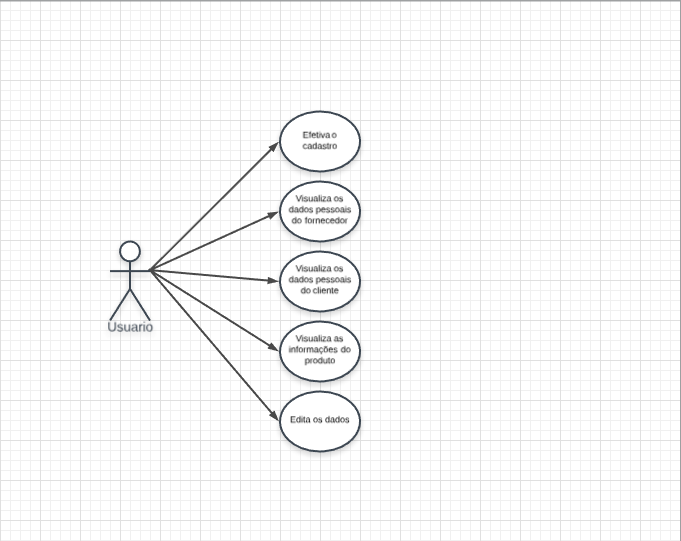 Efetiva o
cadastro
Visualiza os
dados pessoais
do fornecedor
Visualiza os
dados pessoais
do cliente
Visualiza as
informações do
produto
Edita os dados
Usuario